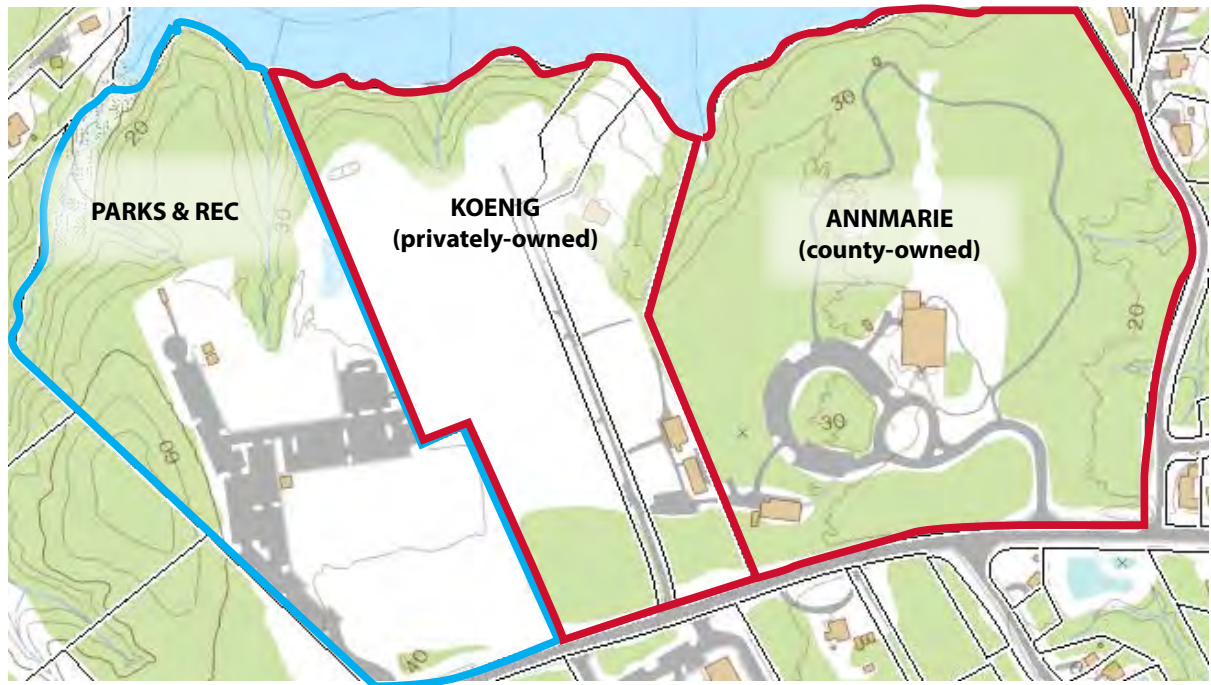 20
30
PARKS & REC
30
KOENIG
(privately-owned)
ANNMARIE
(county-owned)
20
-30
60
40